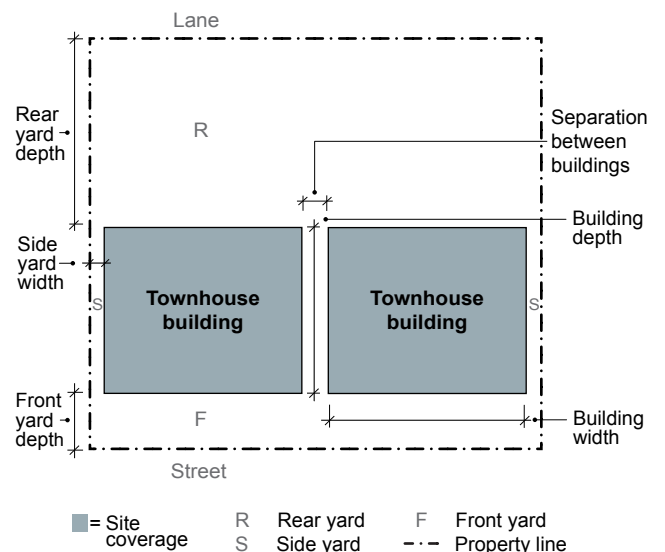 Lane
Rear
yard
depth
R
Separation
between
buildings
Building
depth
Side
yard
width
S
Townhouse
building
Townhouse
building
S
Front
yard
depth
F
Building
width
Street
= Site
coverage
R Rear yard
S Side yard
F Front yard
Property line